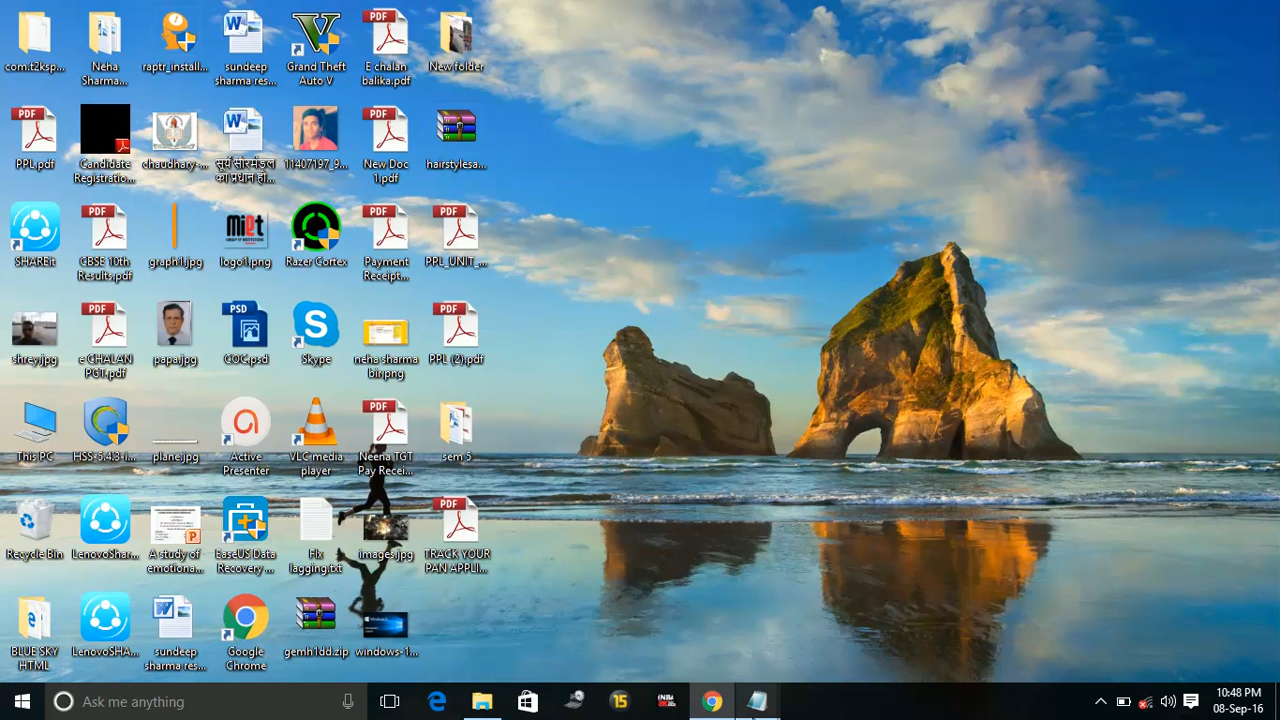 com.t2ksp...
Neha
Sharma...
raptr_install...
sundeep
sharma res...
Grand Theft
Auto V
E chalan
balika.pdf
New folder
PPL.pdf
Candidate
Registratio...
chaudhary-...
सूर्य सौरमंडल
का प्रधान हो...
11407197_9...
New Doc
1.pdf
hairstylesa...
SHAREit
CBSE 10th
Results.pdf
graph1.jpg
logo1.png
Razer Cortex
Payment
Receipt...
PPL_UNIT_...
shrey.jpg
e CHALAN
PGT.pdf
papa.jpg
COC.psd
Skype
neha sharma
bir.png
PPL (2).pdf
This PC
HSS-5.4.3-i...
plane.jpg
Active
Presenter
VLC media
player
Neena TGT
Pay Recei...
sem 5
Recycle Bin
LenovoShar...
A study of
emotiona...
EaseUS Data
Recovery ...
Fix
lagging.txt
images.jpg
TRACK YOUR
PAN APPLI...
BLUE SKY
HTML
LenovoSHA...
sundeep
sharma res...
Google
Chrome
gemh1dd.zip
windows-1...
Ask me anything
15
10:48 PM
08-Sep-16